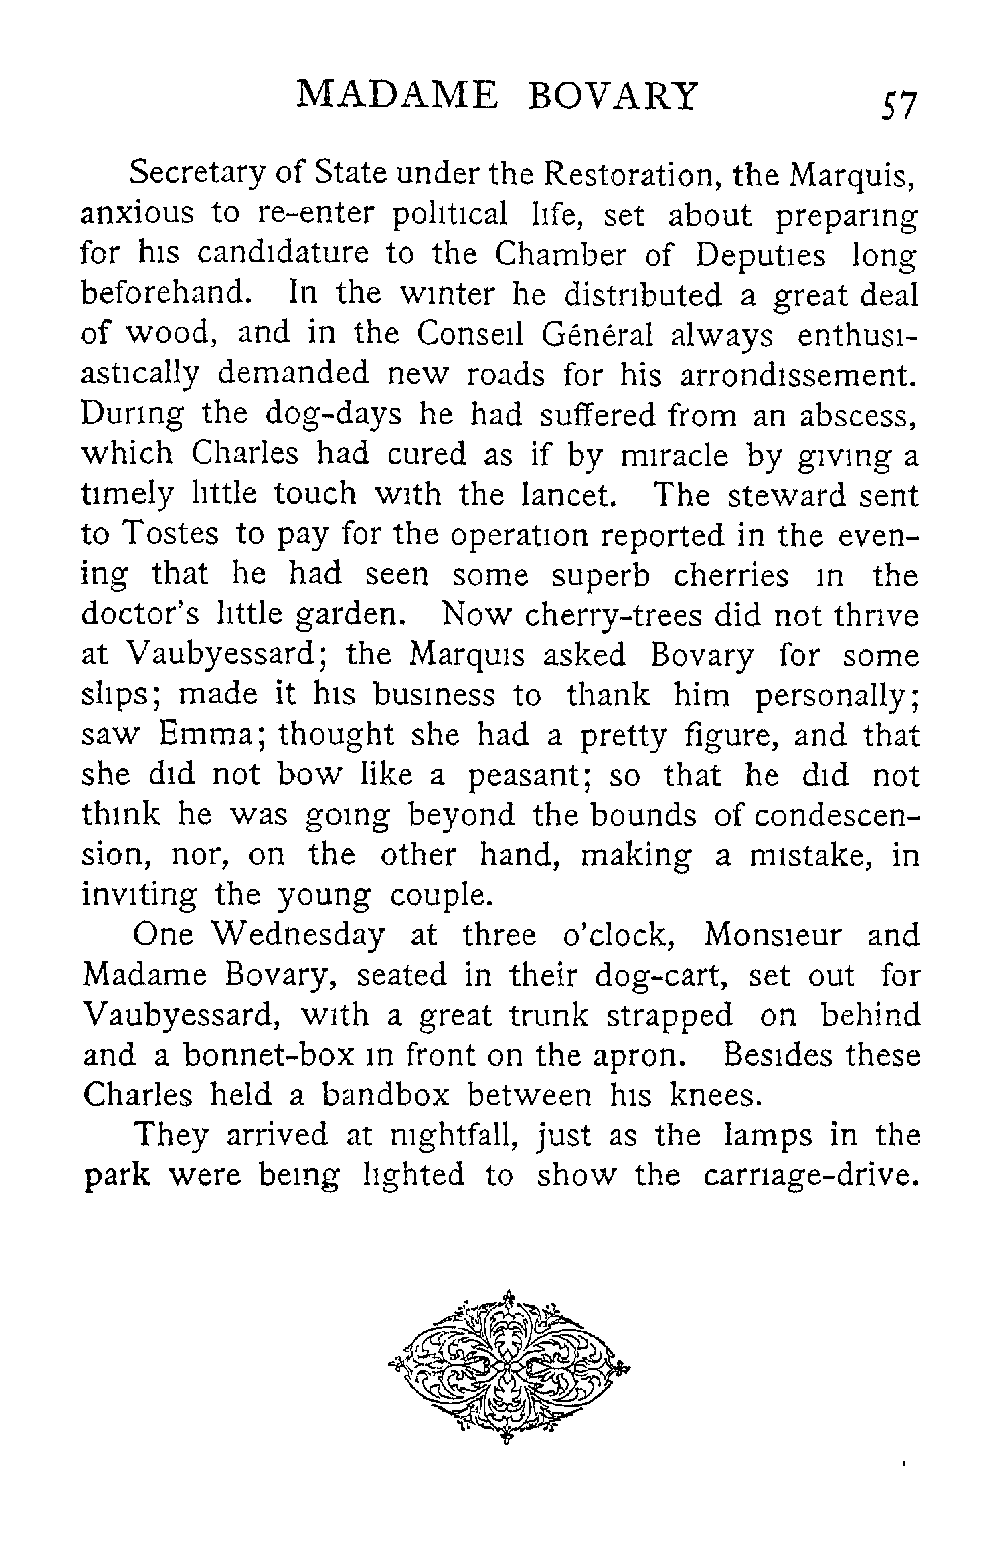 MADAME BOVARY 57
Secretary of State under the Restoration, the Marquis,
anxious to re-enter political life, set about preparing
for his candidature to the Chamber of Deputies long
beforehand. In the winter he distributed a great deal
of wood, and in the Conseil Général always enthusi-
astically demanded new roads for his arrondissement.
During the dog-days he had suffered from an abscess,
which Charles had cured as if by miracle by giving a
timely little touch with the lancet. The steward sent
to Tostes to pay for the operation reported in the even-
ing that he had seen some superb cherries in the
doctor's little garden. Now cherry-trees did not thrive
at Vaubyessard; the Marquis asked Bovary for some
slips; made it his business to thank him personally;
saw Emma; thought she had a pretty figure, and that
she did not bow like a peasant; so that he did not
think he was going beyond the bounds of condescen-
sion, nor, on the other hand, making a mistake, in
inviting the young couple.
One Wednesday at three o'clock, Monsieur and
Madame Bovary, seated in their dog-cart, set out for
Vaubyessard, with a great trunk strapped on behind
and a bonnet-box in front on the apron. Besides these
Charles held a bandbox between his knees.
They arrived at nightfall, just as the lamps in the
park were being lighted to show the carriage-drive.